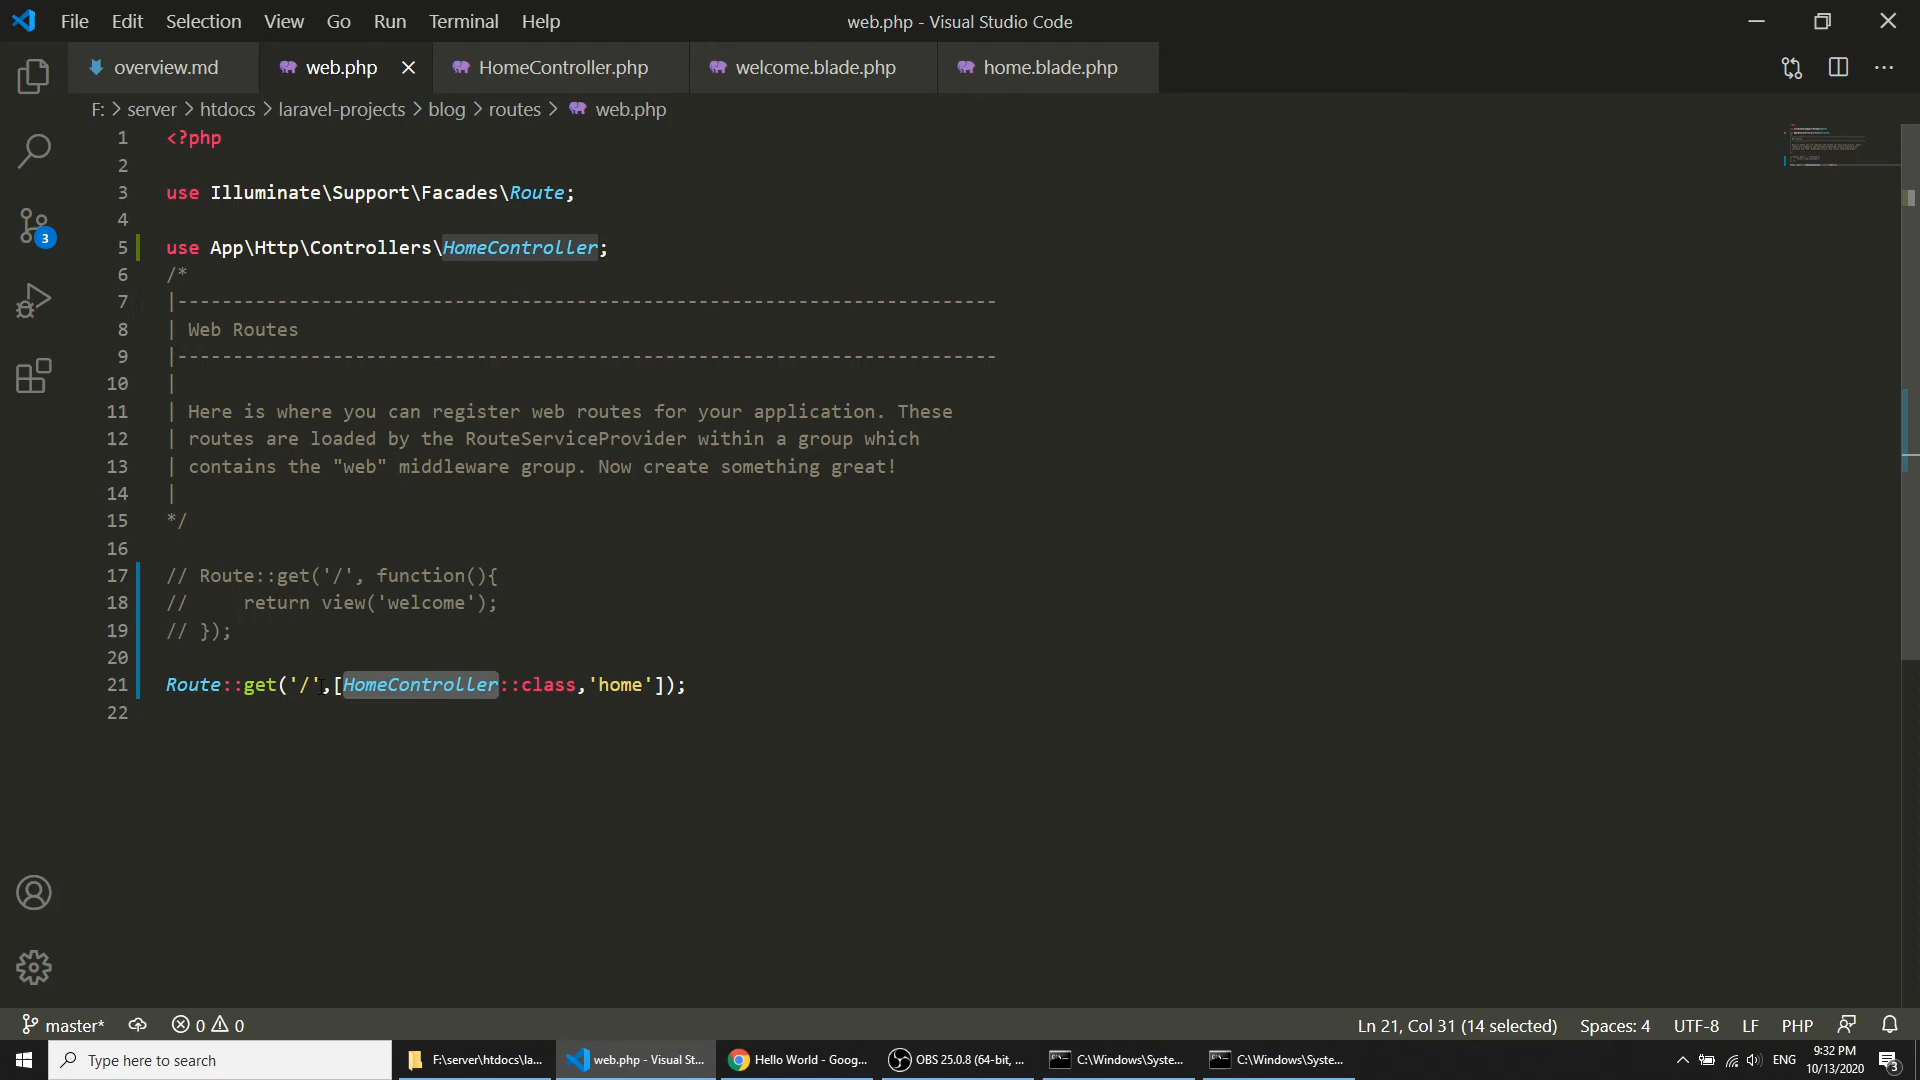 File Edit Selection View Go Run Terminal Help
web.php - Visual Studio Code
overview.md
web.php
HomeController.php
welcome.blade.php
home.blade.php
F: > server > htdocs > laravel-projects > blog > routes > web.php
1 <?php
2
3 use Illuminate\Support\Facades\Route;
4
5 use App\Http\Controllers\HomeController;
6 /*
7 |--------------------------------------------------------------------------
8 | Web Routes
9 |--------------------------------------------------------------------------
10 |
11 | Here is where you can register web routes for your application. These
12 | routes are loaded by the RouteServiceProvider within a group which
13 | contains the "web" middleware group. Now create something great!
14 |
15 */
16
17 // Route::get('/', function(){
18 //     return view('welcome');
19 // });
20
21 Route::get('/',[HomeController::class,'home']);
22
3
master*
0 0
Ln 21, Col 31 (14 selected)
Spaces: 4
UTF-8
LF
PHP
Type here to search
F:\server\htdocs\la...
web.php - Visual St...
Hello World - Goog...
OBS 25.0.8 (64-bit, ...
C:\Windows\Syste...
C:\Windows\Syste...
ENG
9:32 PM
10/13/2020
3